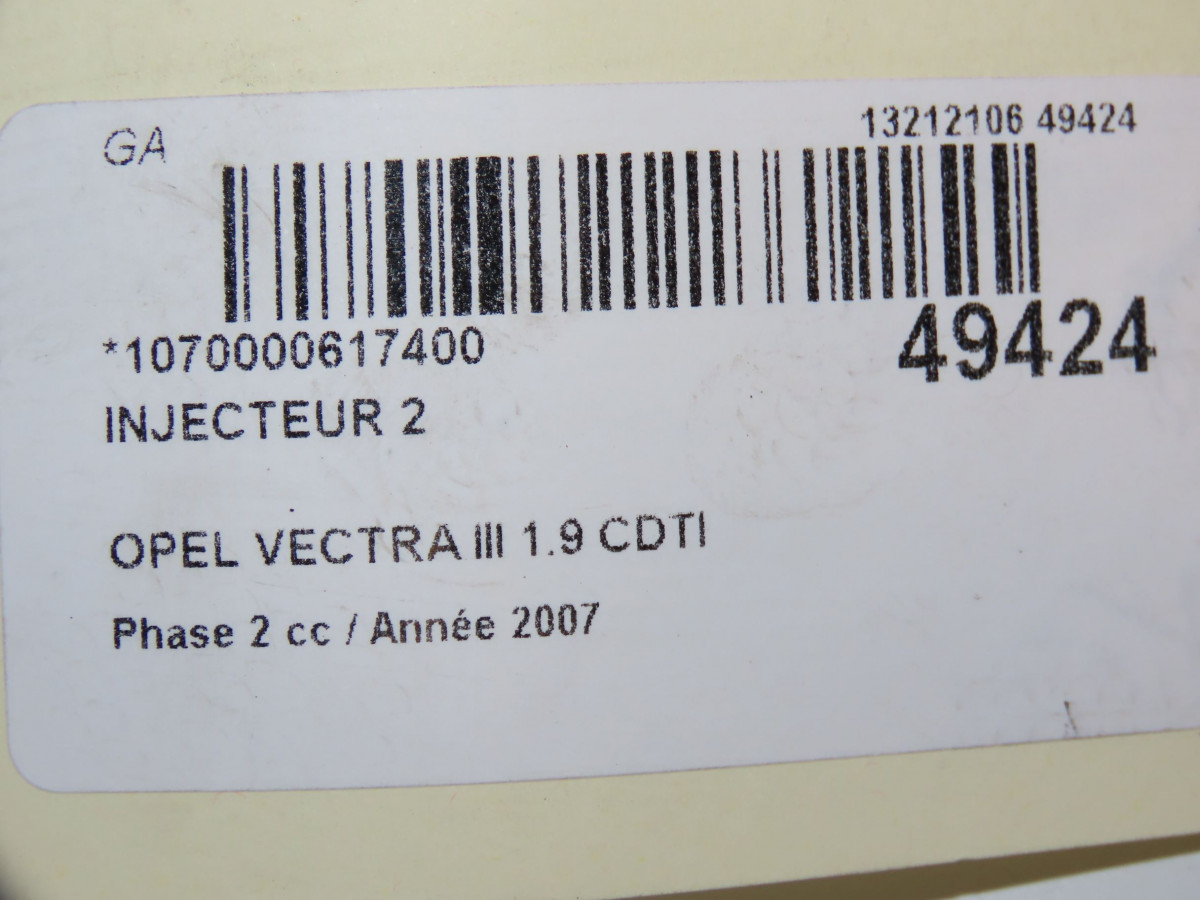 GA
13212106 49424
*1070000617400
49424
INJECTEUR 2
OPEL VECTRA III 1.9 CDTI
Phase 2 cc / Année 2007